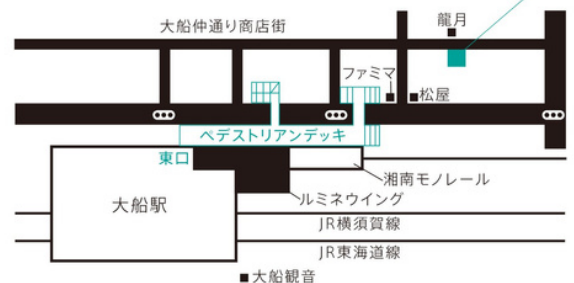 大船仲通り商店街
龍月
ファミマ
松屋
ペデストリアンデッキ
東口
湘南モノレール
大船駅
ルミネウイング
JR横須賀線
JR東海道線
大船観音